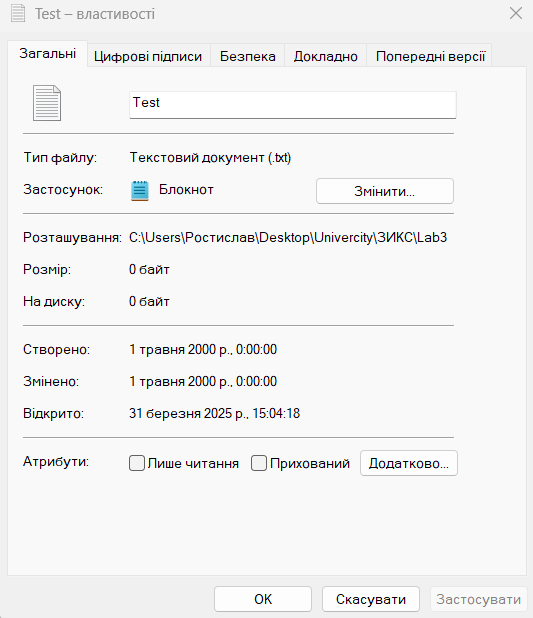 Test – властивості
Загальні Цифрові підписи Безпека Докладно Попередні версії
Test
Тип файлу: Текстовий документ (.txt)
Застосунок: Блокнот Змінити...
Розташування: C:\Users\Ростислав\Desktop\Univercity\ЗИКС\Lab3
Розмір: 0 байт
На диску: 0 байт
Створено: 1 травня 2000 р., 0:00:00
Змінено: 1 травня 2000 р., 0:00:00
Відкрито: 31 березня 2025 р., 15:04:18
Атрибути: Лише читання Прихований Додатково...
OK Скасувати Застосувати